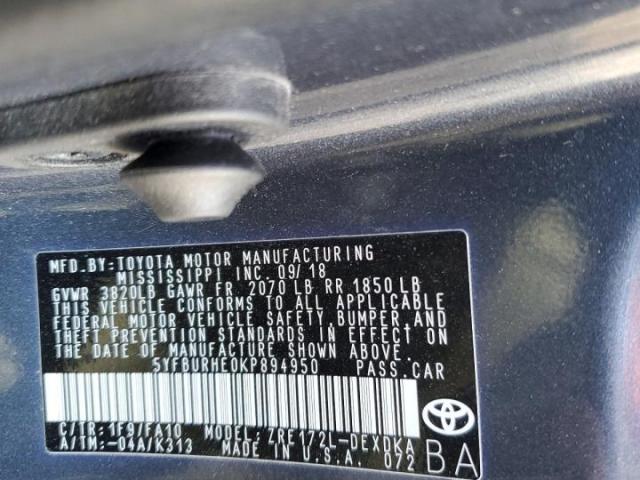 MFD.BY:TOYOTA MOTOR MANUFACTURING
MISSISSIPPI INC. 09/18
GVWR 3820LB GAWR FR 2070 LB RR 1850 LB
THIS VEHICLE CONFORMS TO ALL APPLICABLE
FEDERAL MOTOR VEHICLE SAFETY, BUMPER, AND
THEFT PREVENTION STANDARDS IN EFFECT ON
THE DATE OF MANUFACTURE SHOWN ABOVE.
5YFBURHE0KP894950 PASS.CAR
C/TR:1F9/FA10 MODEL:ZRE172L-DEXDKA
A/TM:-04A/K313 MADE IN U.S.A. 072
BA